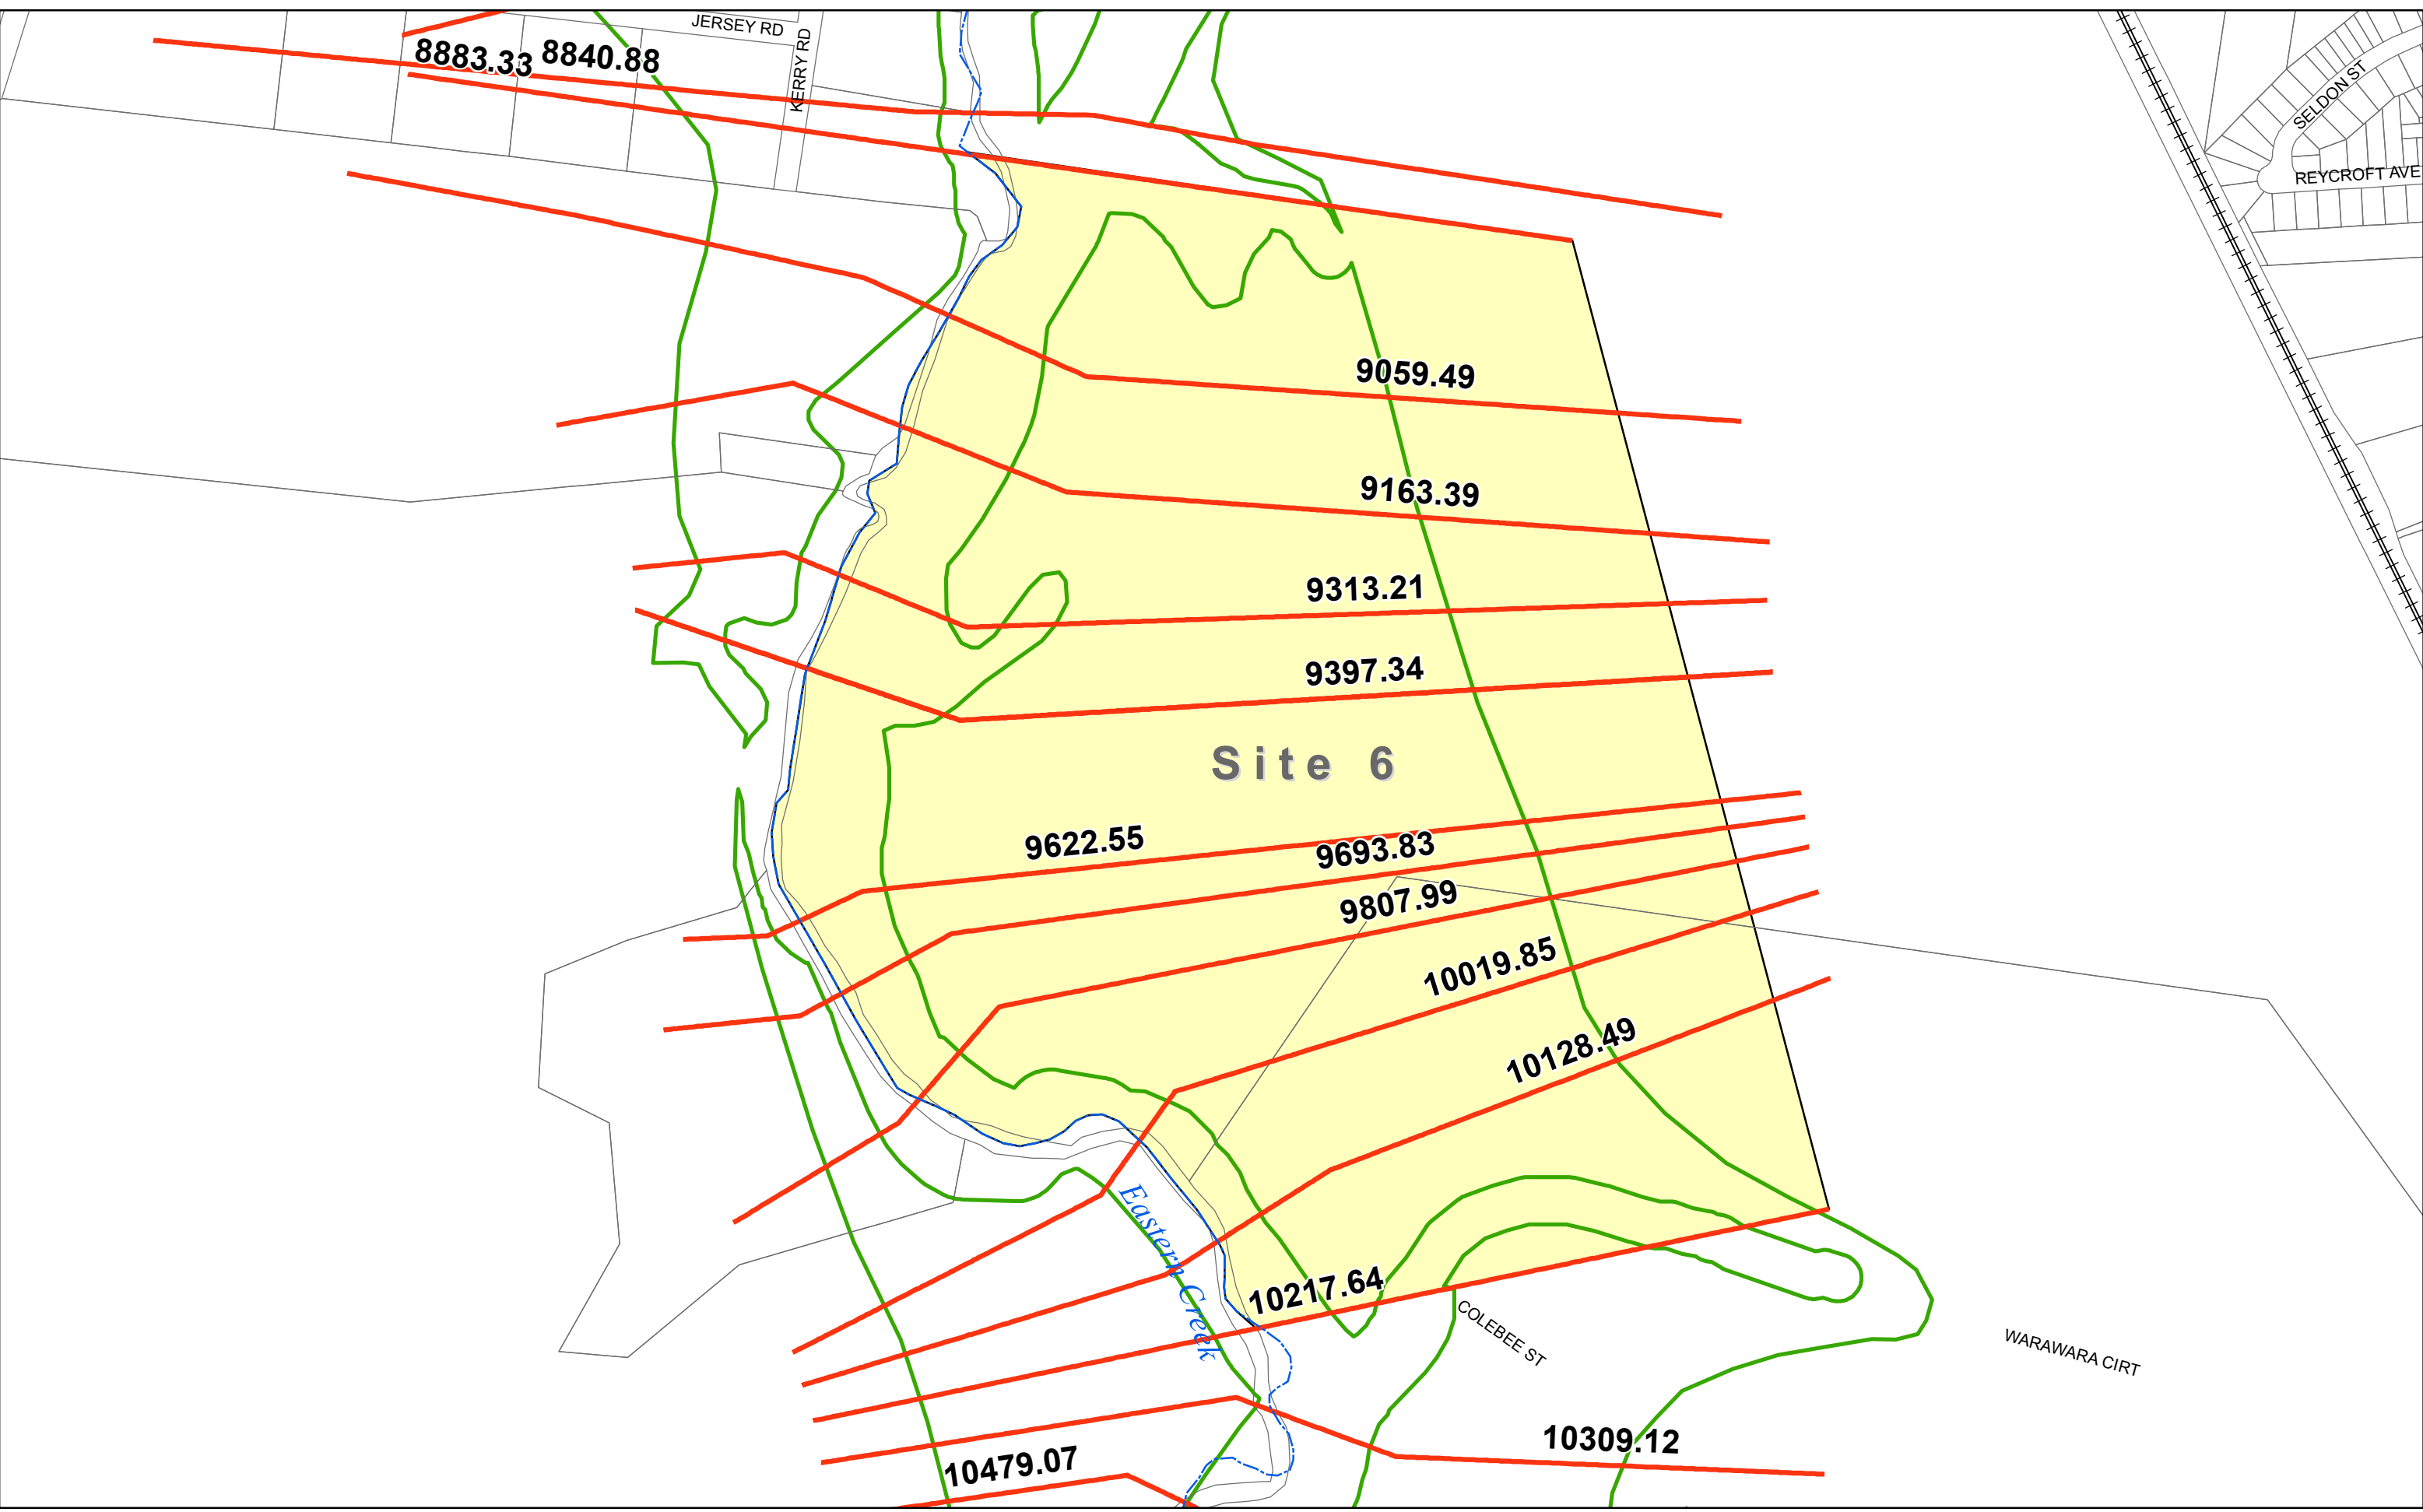 JERSEY RD
KERRY RD
8883.33
8840.88
SELDON ST
REYCROFT AVE
9059.49
9163.39
9313.21
9397.34
Site 6
9622.55
9693.83
9807.99
10019.85
10128.49
Eastern Creek
10217.64
COLEBEE ST
WARAWARA CIRT
10309.12
10479.07